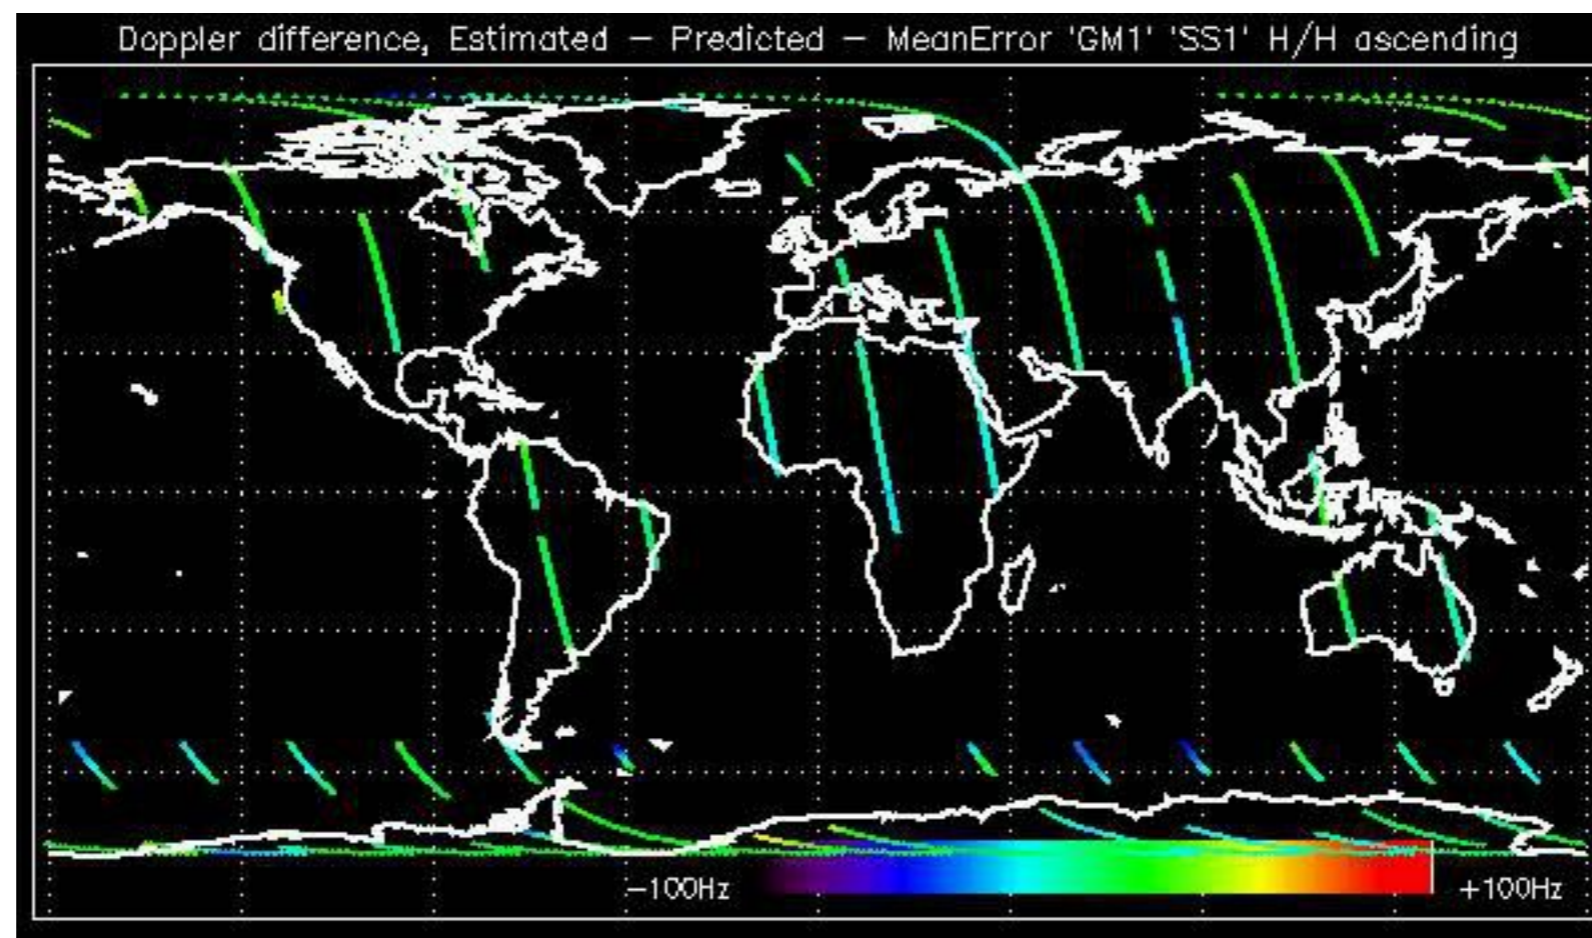 Doppler difference, Estimated – Predicted – MeanError 'GM1' 'SS1' H/H ascending
–100Hz +100Hz